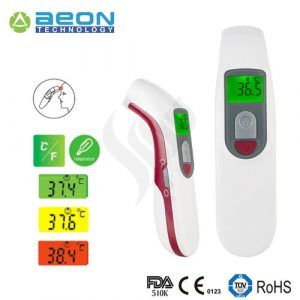 aeon
TECHNOLOGY
36.5 °C
C/F
37.4 °C
37.6 °C
38.4 °C
FDA
510K
CE 0123
TÜV
RoHS